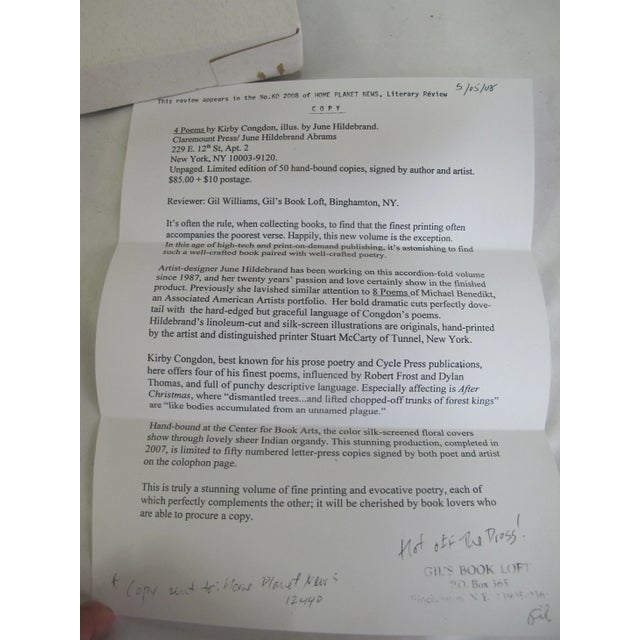 This review appears in the No.60 2008 of HOME PLANET NEWS, Literary Review
5/05/08
COPY
4 Poems by Kirby Congdon, illus. by June Hildebrand.
Claremount Press/ June Hildebrand Abrams
229 E. 12th St, Apt. 2
New York, NY 10003-9120.
Unpaged. Limited edition of 50 hand-bound copies, signed by author and artist.
$85.00 + $10 postage.
Reviewer: Gil Williams, Gil's Book Loft, Binghamton, NY.
It's often the rule, when collecting books, to find that the finest printing often
accompanies the poorest verse. Happily, this new volume is the exception.
In this age of high-tech and print-on-demand publishing, it's astonishing to find
such a well-crafted book paired with well-crafted poetry.
Artist-designer June Hildebrand has been working on this accordion-fold volume
since 1987, and her twenty years' passion and love certainly show in the finished
product. Previously she lavished similar attention to 8 Poems of Michael Benedikt,
an Associated American Artists portfolio. Her bold dramatic cuts perfectly dove-
tail with the hard-edged but graceful language of Congdon's poems.
Hildebrand's linoleum-cut and silk-screen illustrations are originals, hand-printed
by the artist and distinguished printer Stuart McCarty of Tunnel, New York.
Kirby Congdon, best known for his prose poetry and Cycle Press publications,
here offers four of his finest poems, influenced by Robert Frost and Dylan
Thomas, and full of punchy descriptive language. Especially affecting is After
Christmas, where "dismantled trees...and lifted chopped-off trunks of forest kings"
are "like bodies accumulated from an unnamed plague."
Hand-bound at the Center for Book Arts, the color silk-screened floral covers
show through lovely sheer Indian organdy. This stunning production, completed in
2007, is limited to fifty numbered letter-press copies signed by both poet and artist
on the colophon page.
This is truly a stunning volume of fine printing and evocative poetry, each of
which perfectly complements the other; it will be cherished by book lovers who
are able to procure a copy.
Hot off the Press!
GIL'S BOOK LOFT
P.O. Box 365
* Copy sent to: Home Planet News
12440
Gil